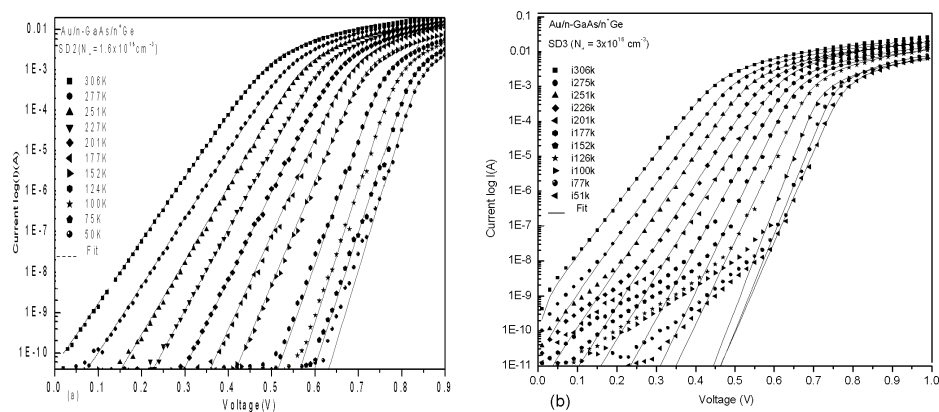 Au/n-GaAs/n⁺Ge
SD2(Nₐ=1.6x10¹⁵cm⁻³)
306K
277K
251K
227K
201K
177K
152K
124K
100K
75K
50K
Fit
0.01
1E-3
1E-4
1E-5
1E-6
1E-7
1E-8
1E-9
1E-10
0.0 0.1 0.2 0.3 0.4 0.5 0.6 0.7 0.8 0.9
Current log(I)(A)
Voltage(V)
(a)
Au/n-GaAs/n⁺Ge
SD3 (Nₐ = 3x10¹⁶ cm⁻³)
i306k
i275k
i251k
i226k
i201k
i177k
i152k
i126k
i100k
i77k
i51k
Fit
0.1
0.01
1E-3
1E-4
1E-5
1E-6
1E-7
1E-8
1E-9
1E-10
1E-11
0.0 0.1 0.2 0.3 0.4 0.5 0.6 0.7 0.8 0.9 1.0
Current log I(A)
Voltage (V)
(b)